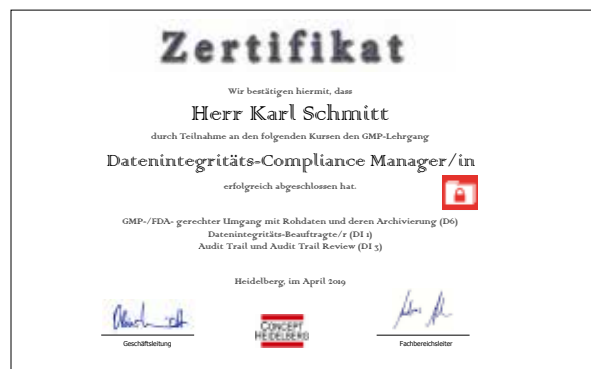 Zertifikat
Wir bestätigen hiermit, dass
Herr Karl Schmitt
durch Teilnahme an den folgenden Kursen den GMP-Lehrgang
Datenintegritäts-Compliance Manager/in
erfolgreich abgeschlossen hat.
GMP-/FDA- gerechter Umgang mit Rohdaten und deren Archivierung (D6)
Datenintegritäts-Beauftragte/r (DI 1)
Audit Trail und Audit Trail Review (DI 3)
Heidelberg, im April 2019
CONCEPT
HEIDELBERG
Geschäftsleitung
Fachbereichsleiter